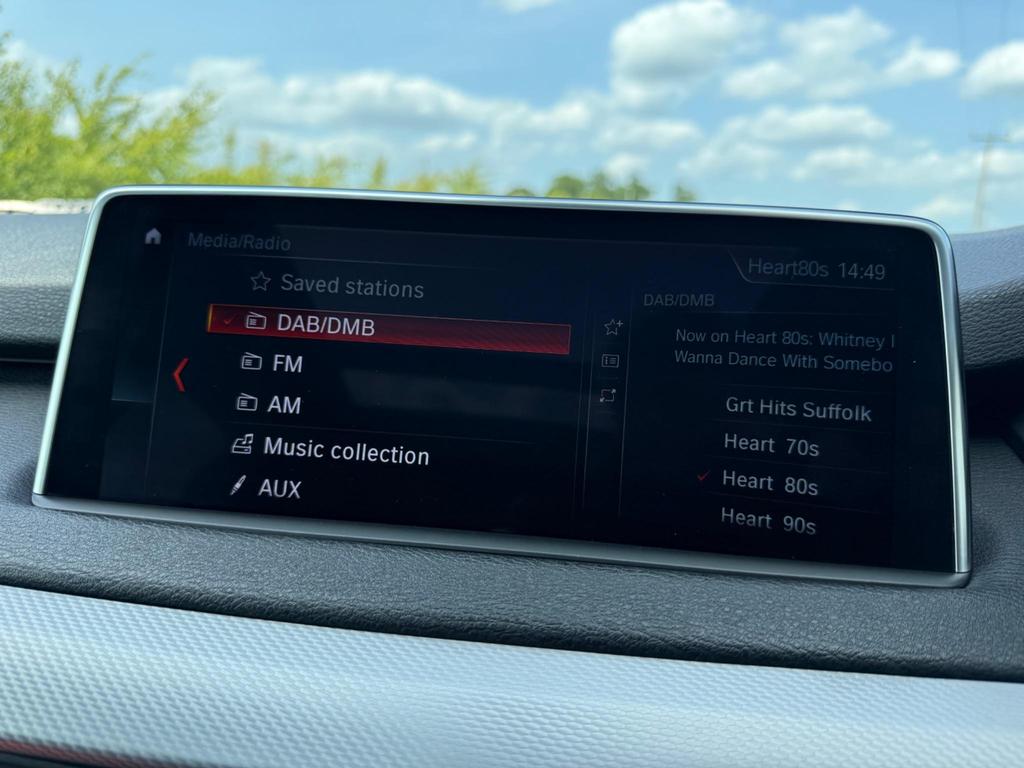 Media/Radio
Heart80s 14:49
Saved stations
DAB/DMB
FM
AM
Music collection
AUX
DAB/DMB
Now on Heart 80s: Whitney I
Wanna Dance With Somebo
Grt Hits Suffolk
Heart 70s
Heart 80s
Heart 90s